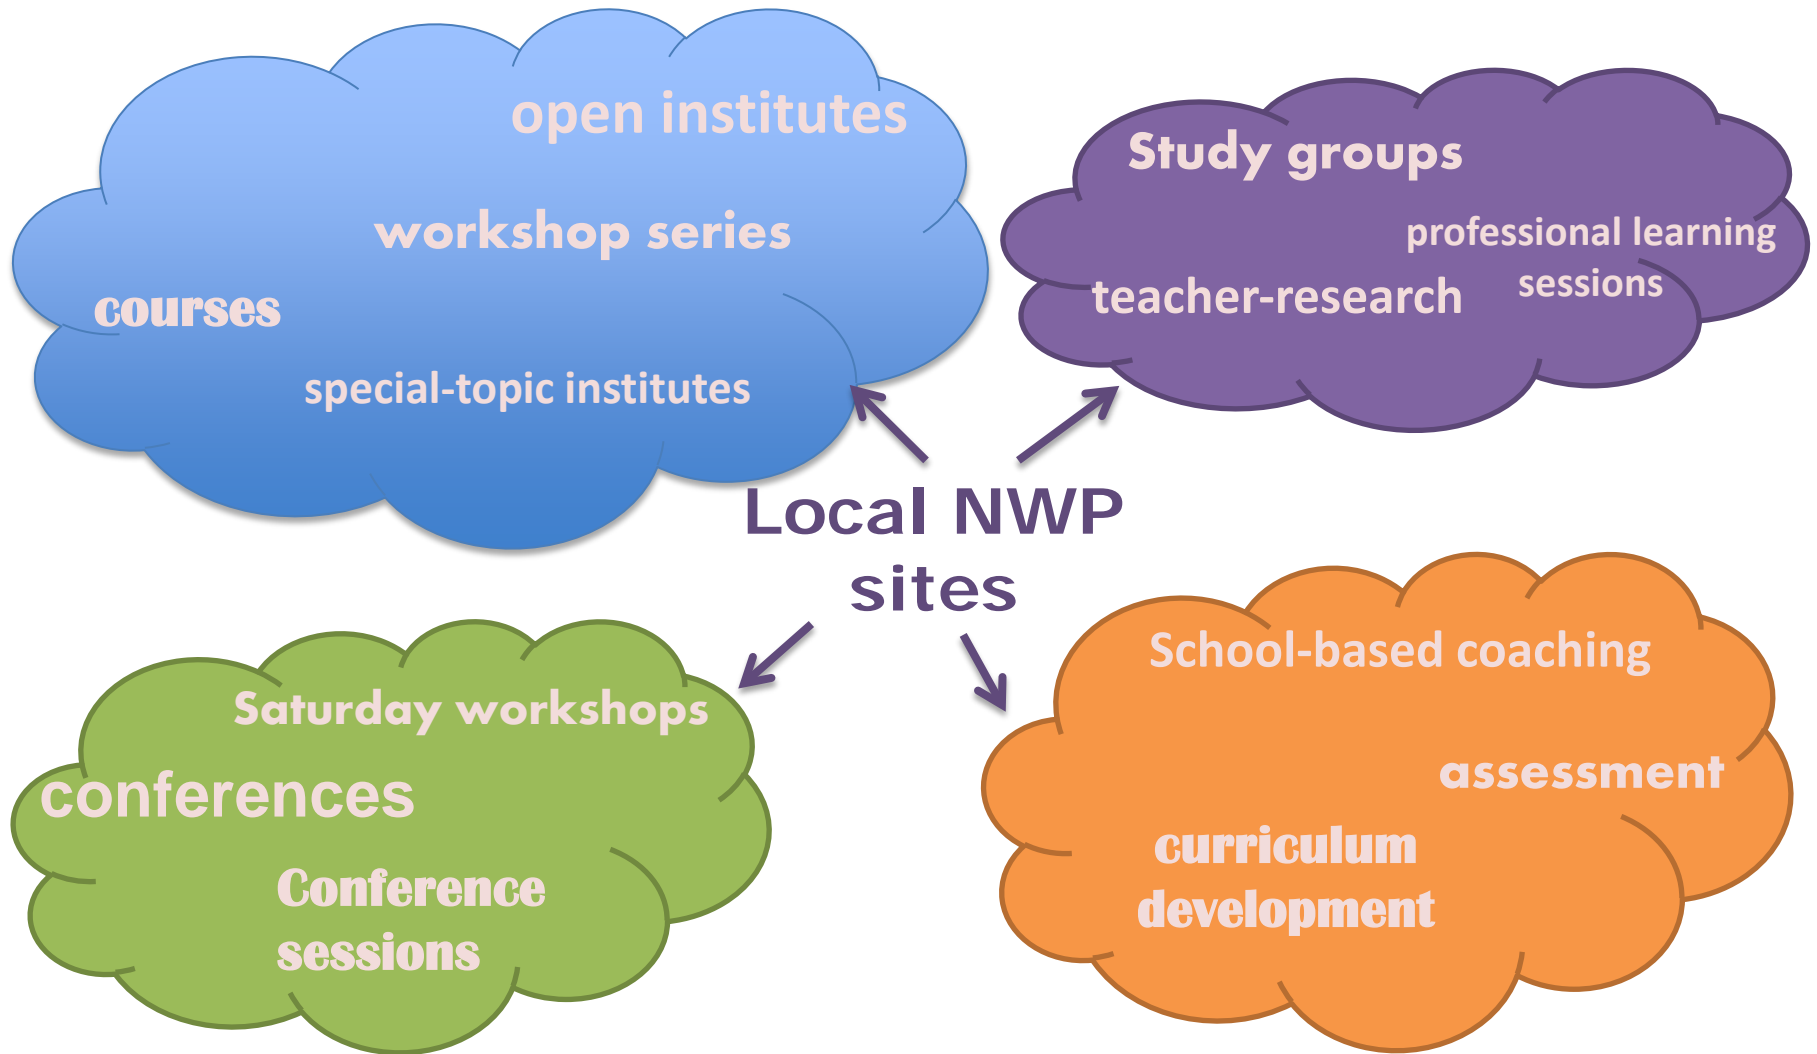 open institutes
workshop series
courses
special-topic institutes
Study groups
professional learning
sessions
teacher-research
Local NWP
sites
Saturday workshops
conferences
Conference
sessions
School-based coaching
assessment
curriculum
development